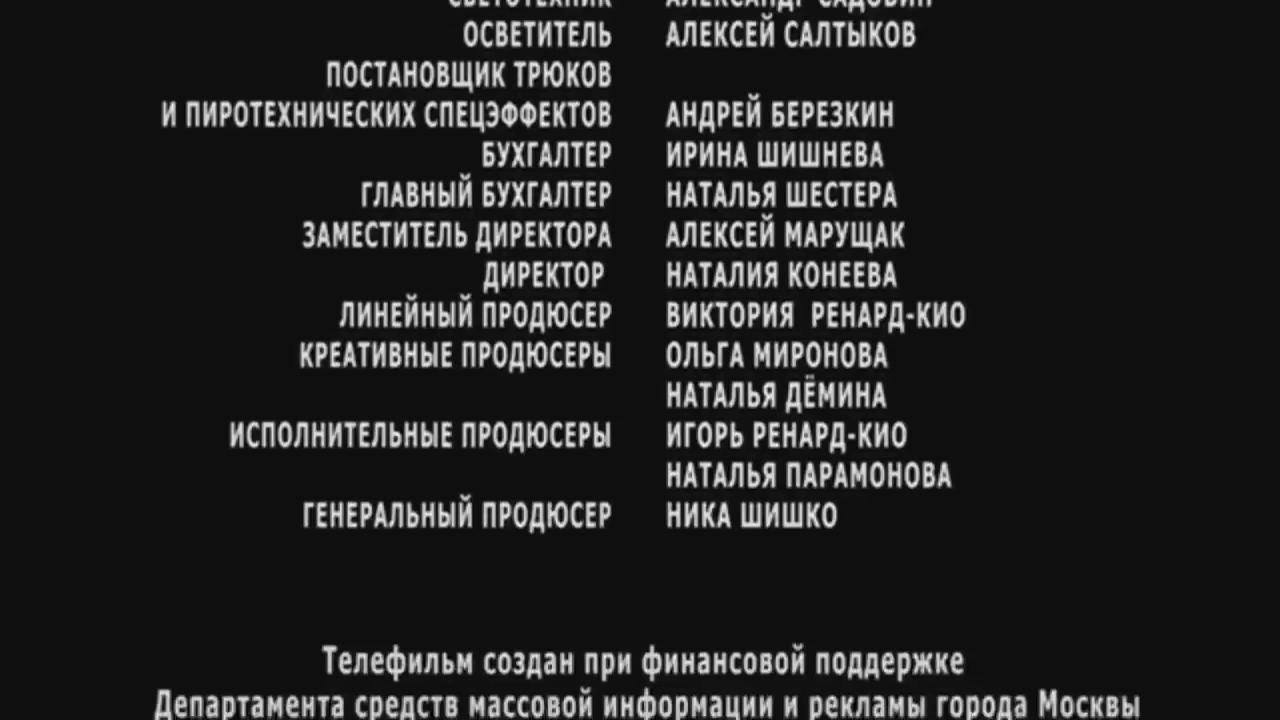 СВЕТОТЕХНИК АЛЕКСАНДР САДОВИН
ОСВЕТИТЕЛЬ АЛЕКСЕЙ САЛТЫКОВ
ПОСТАНОВЩИК ТРЮКОВ
И ПИРОТЕХНИЧЕСКИХ СПЕЦЭФФЕКТОВ АНДРЕЙ БЕРЕЗКИН
БУХГАЛТЕР ИРИНА ШИШНЕВА
ГЛАВНЫЙ БУХГАЛТЕР НАТАЛЬЯ ШЕСТЕРА
ЗАМЕСТИТЕЛЬ ДИРЕКТОРА АЛЕКСЕЙ МАРУЩАК
ДИРЕКТОР НАТАЛИЯ КОНЕЕВА
ЛИНЕЙНЫЙ ПРОДЮСЕР ВИКТОРИЯ РЕНАРД-КИО
КРЕАТИВНЫЕ ПРОДЮСЕРЫ ОЛЬГА МИРОНОВА
НАТАЛЬЯ ДЁМИНА
ИСПОЛНИТЕЛЬНЫЕ ПРОДЮСЕРЫ ИГОРЬ РЕНАРД-КИО
НАТАЛЬЯ ПАРАМОНОВА
ГЕНЕРАЛЬНЫЙ ПРОДЮСЕР НИКА ШИШКО
Телефильм создан при финансовой поддержке
Департамента средств массовой информации и рекламы города Москвы